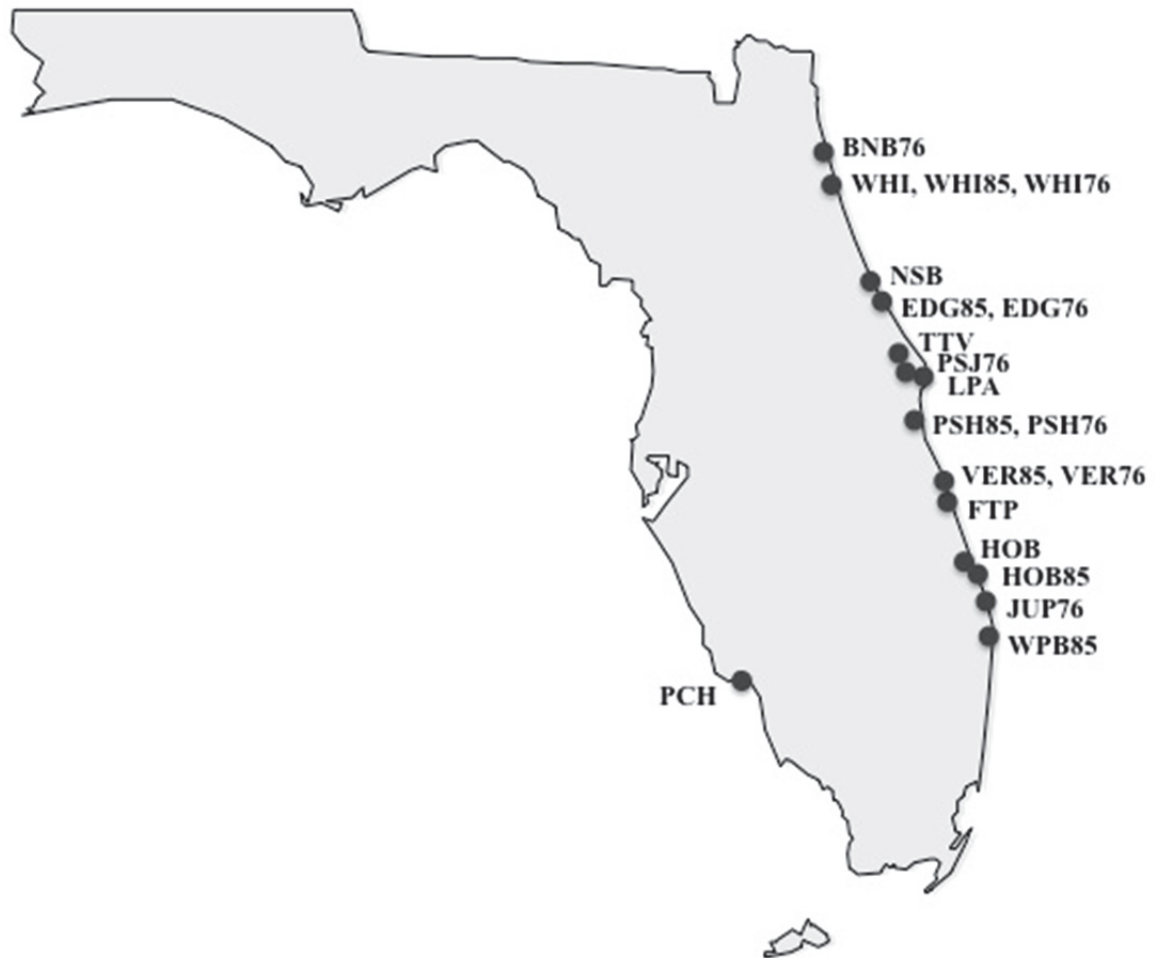 BNB76
WHI, WHI85, WHI76
NSB
EDG85, EDG76
TTV
PSJ76
LPA
PSH85, PSH76
VER85, VER76
FTP
HOB
HOB85
JUP76
WPB85
PCH